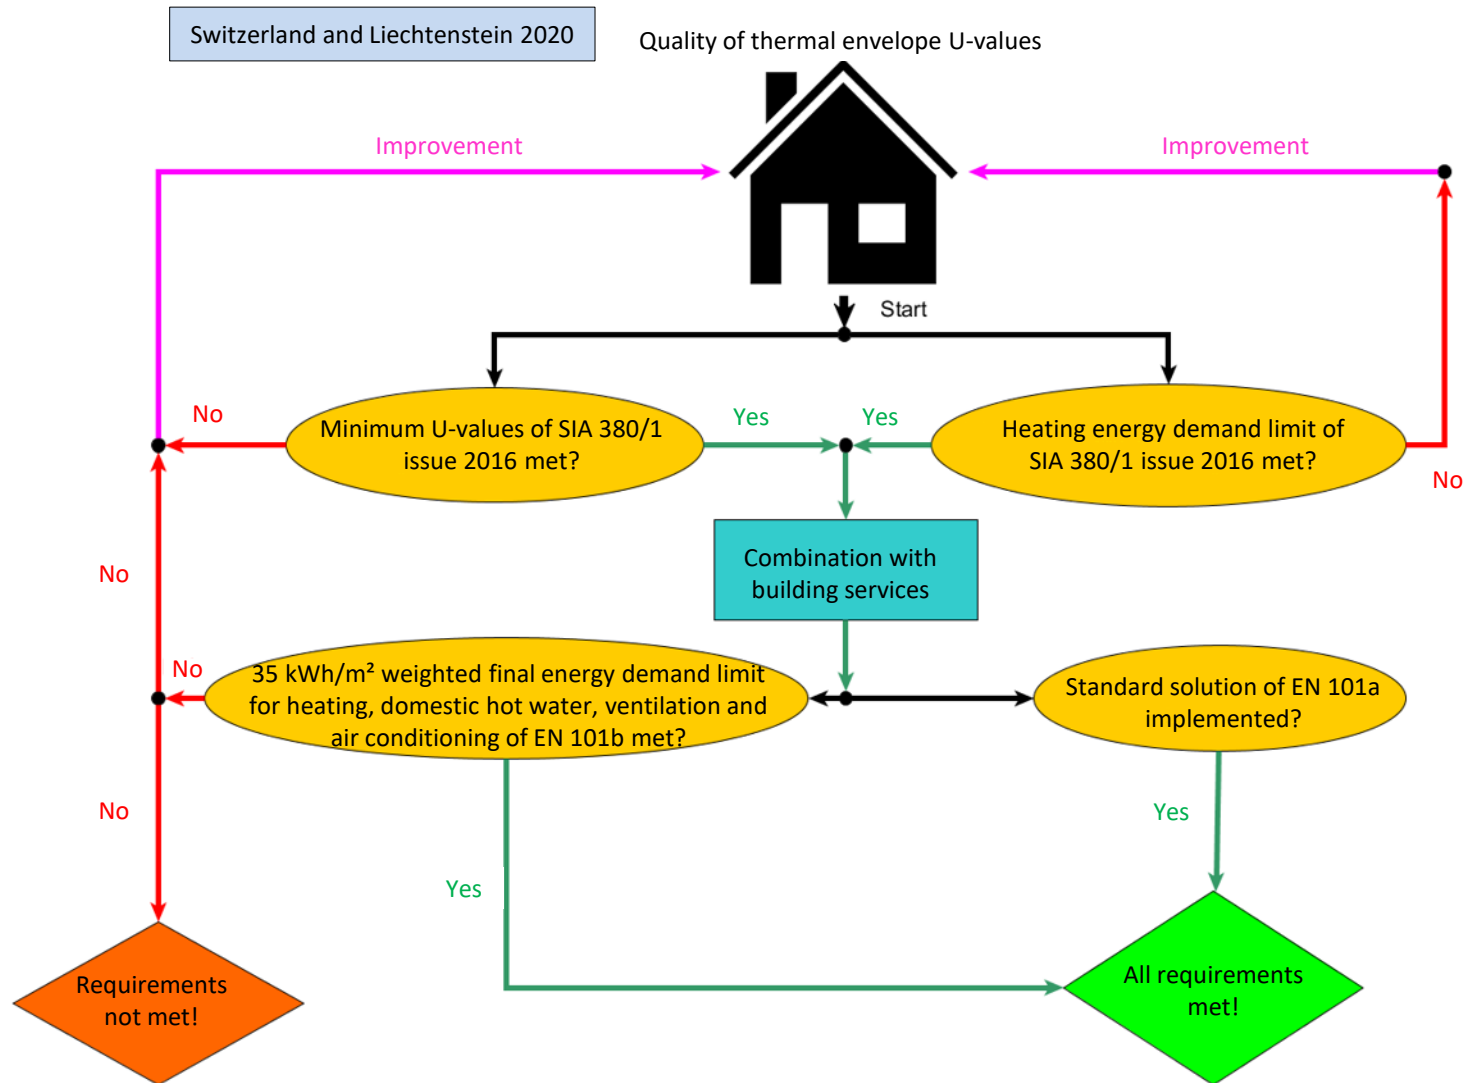 Switzerland and Liechtenstein 2020
Quality of thermal envelope U-values
Improvement
Improvement
Start
No
Minimum U-values of SIA 380/1
issue 2016 met?
Yes
Yes
Heating energy demand limit of
SIA 380/1 issue 2016 met?
No
Combination with
building services
No
No
35 kWh/m² weighted final energy demand limit
for heating, domestic hot water, ventilation and
air conditioning of EN 101b met?
Standard solution of EN 101a
implemented?
No
Yes
Yes
Requirements
not met!
All requirements
met!